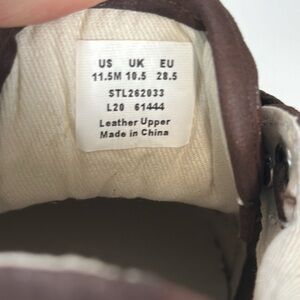 US UK EU
11.5M 10.5 28.5
STL262033
L20 61444
Leather Upper
Made in China